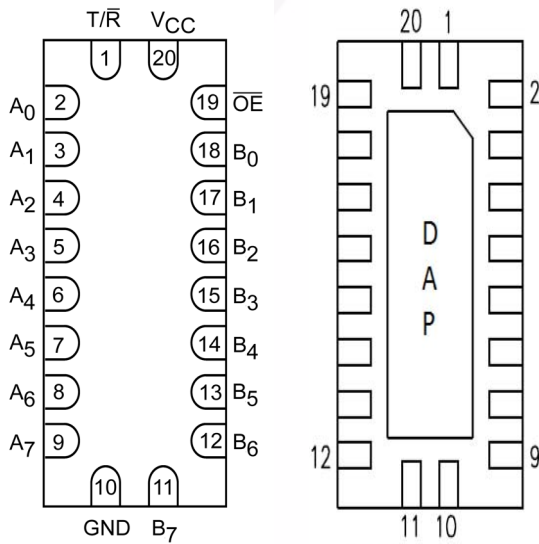 T/R̅ VCC 20 1
1 20
A0 2 19 O̅E̅ 19 2
A1 3 18 B0
A2 4 17 B1
A3 5 16 B2
A4 6 15 B3
A5 7 14 B4
A6 8 13 B5
A7 9 12 B6 12 9
10 11
GND B7 11 10
D
A
P